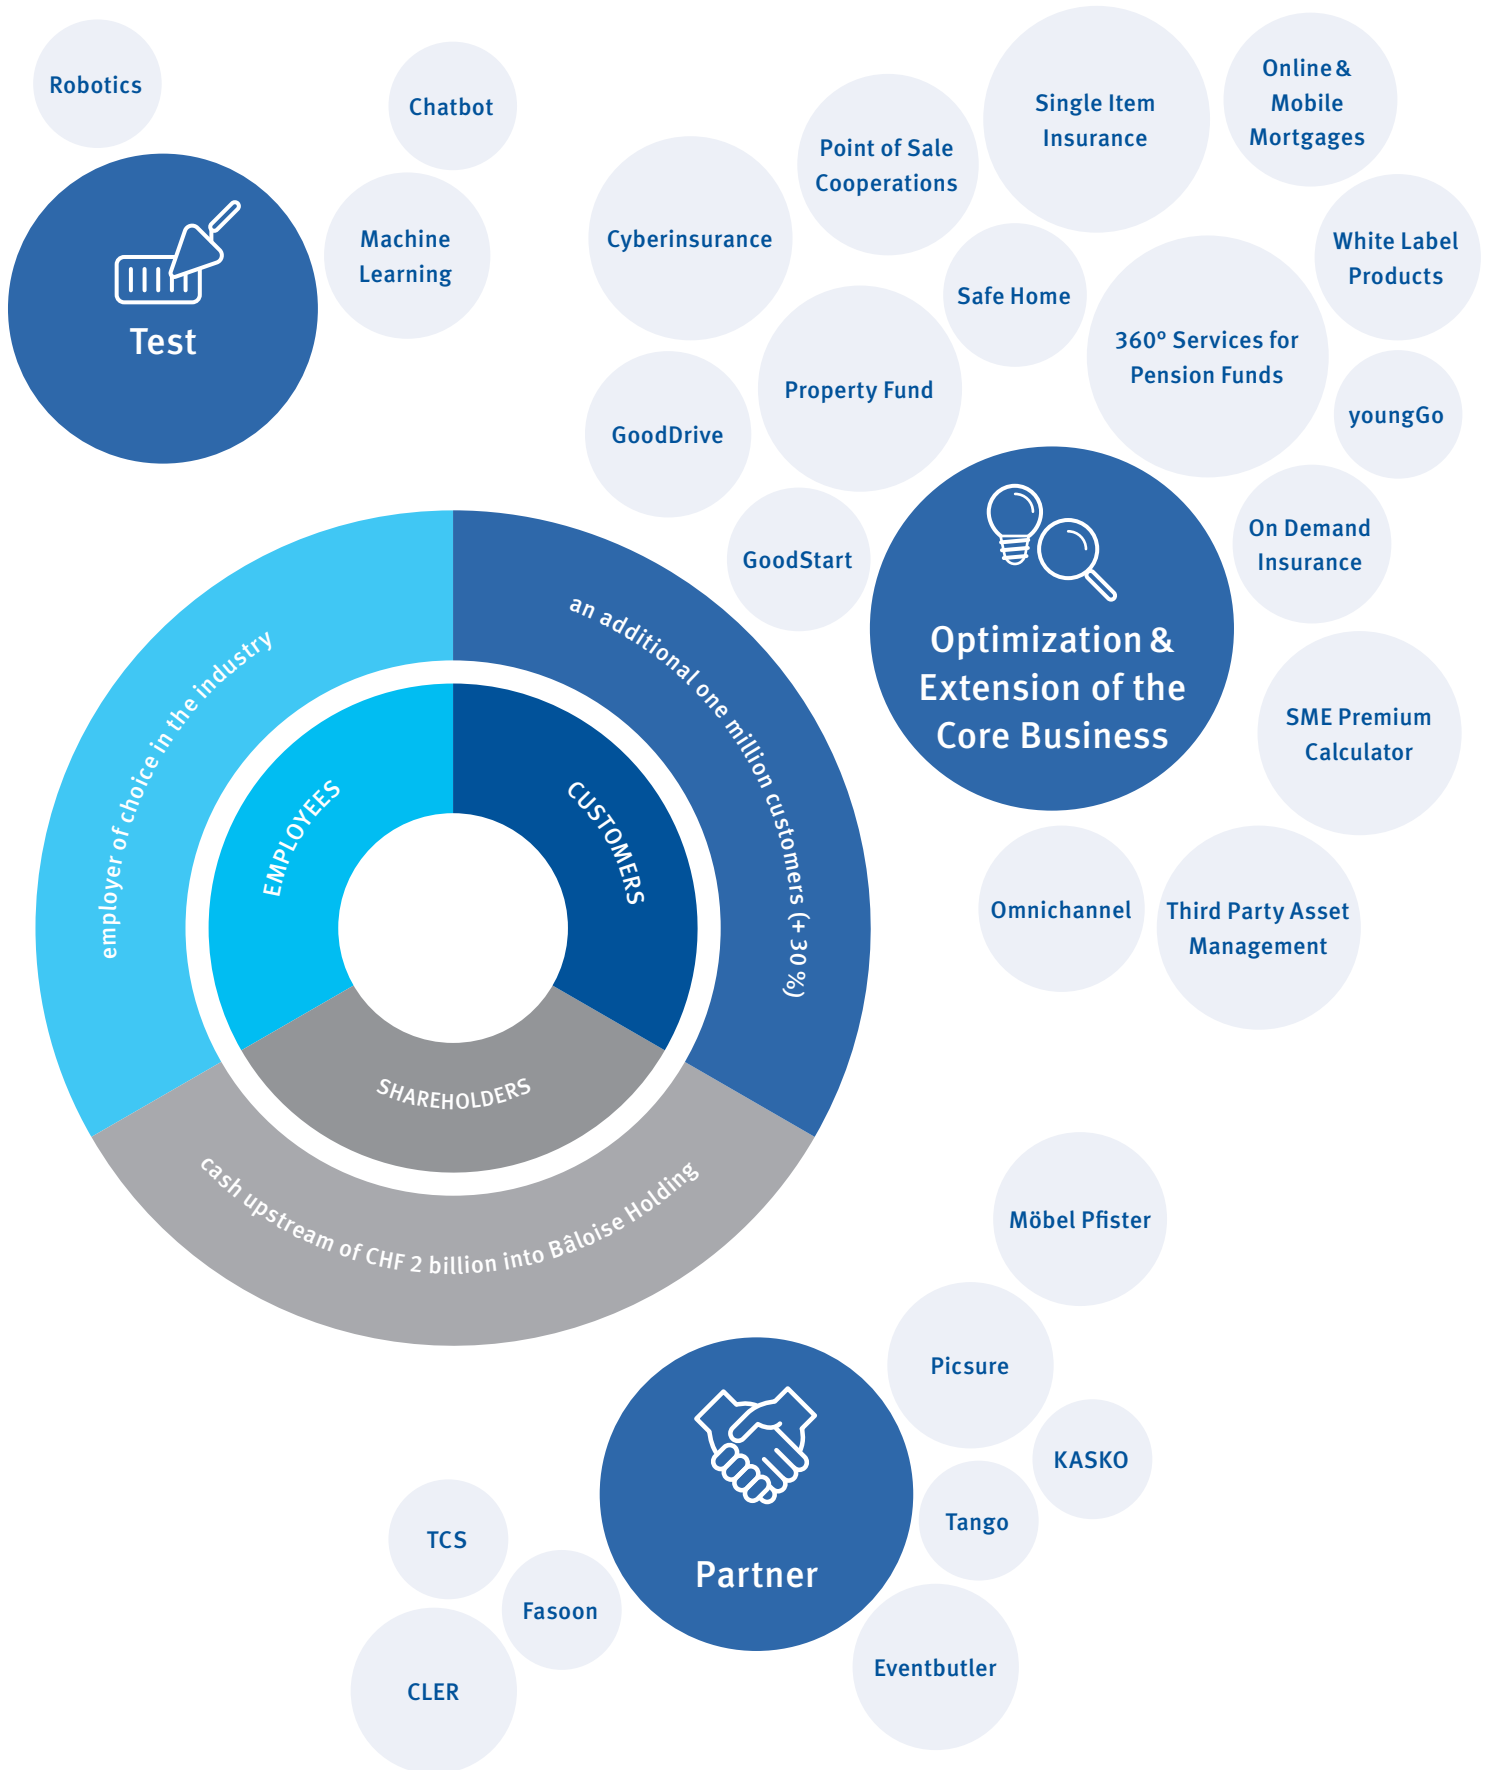 Robotics
Chatbot
Machine
Learning
Test
Online &
Mobile
Mortgages
Single Item
Insurance
Point of Sale
Cooperations
Cyberinsurance
White Label
Products
Safe Home
360° Services for
Pension Funds
Property Fund
youngGo
GoodDrive
On Demand
Insurance
GoodStart
Optimization &
Extension of the
Core Business
SME Premium
Calculator
Omnichannel
Third Party Asset
Management
employer of choice in the industry
an additional one million customers (+ 30 %)
EMPLOYEES
CUSTOMERS
SHAREHOLDERS
cash upstream of CHF 2 billion into Bâloise Holding
Möbel Pfister
Picsure
KASKO
Tango
Partner
TCS
Fasoon
Eventbutler
CLER